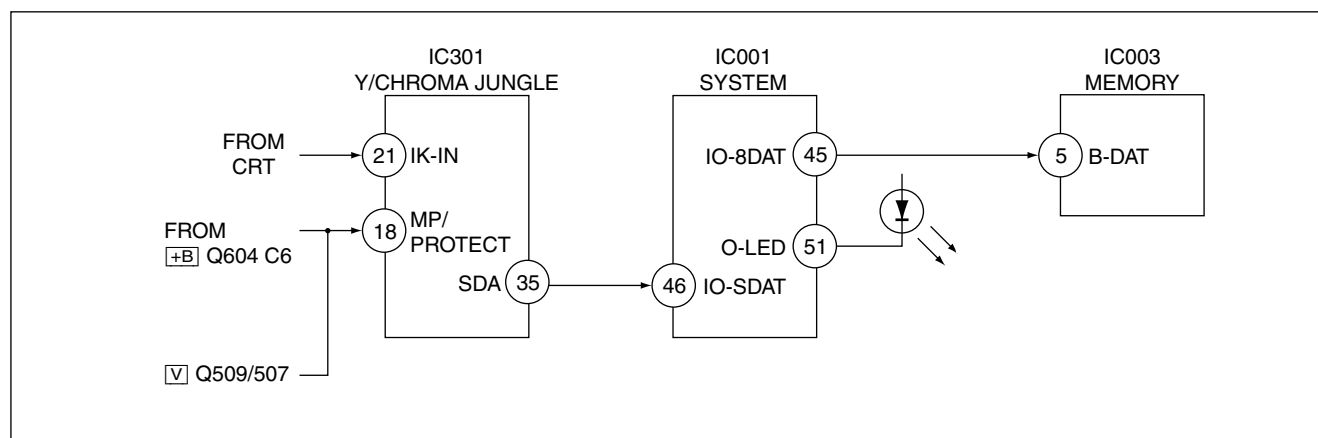 IC301
Y/CHROMA JUNGLE
IC001
SYSTEM
IC003
MEMORY
FROM
CRT
21 IK-IN
IO-8DAT 45
5 B-DAT
FROM
+B Q604 C6
18 MP/
PROTECT
O-LED 51
SDA 35
46 IO-SDAT
V Q509/507